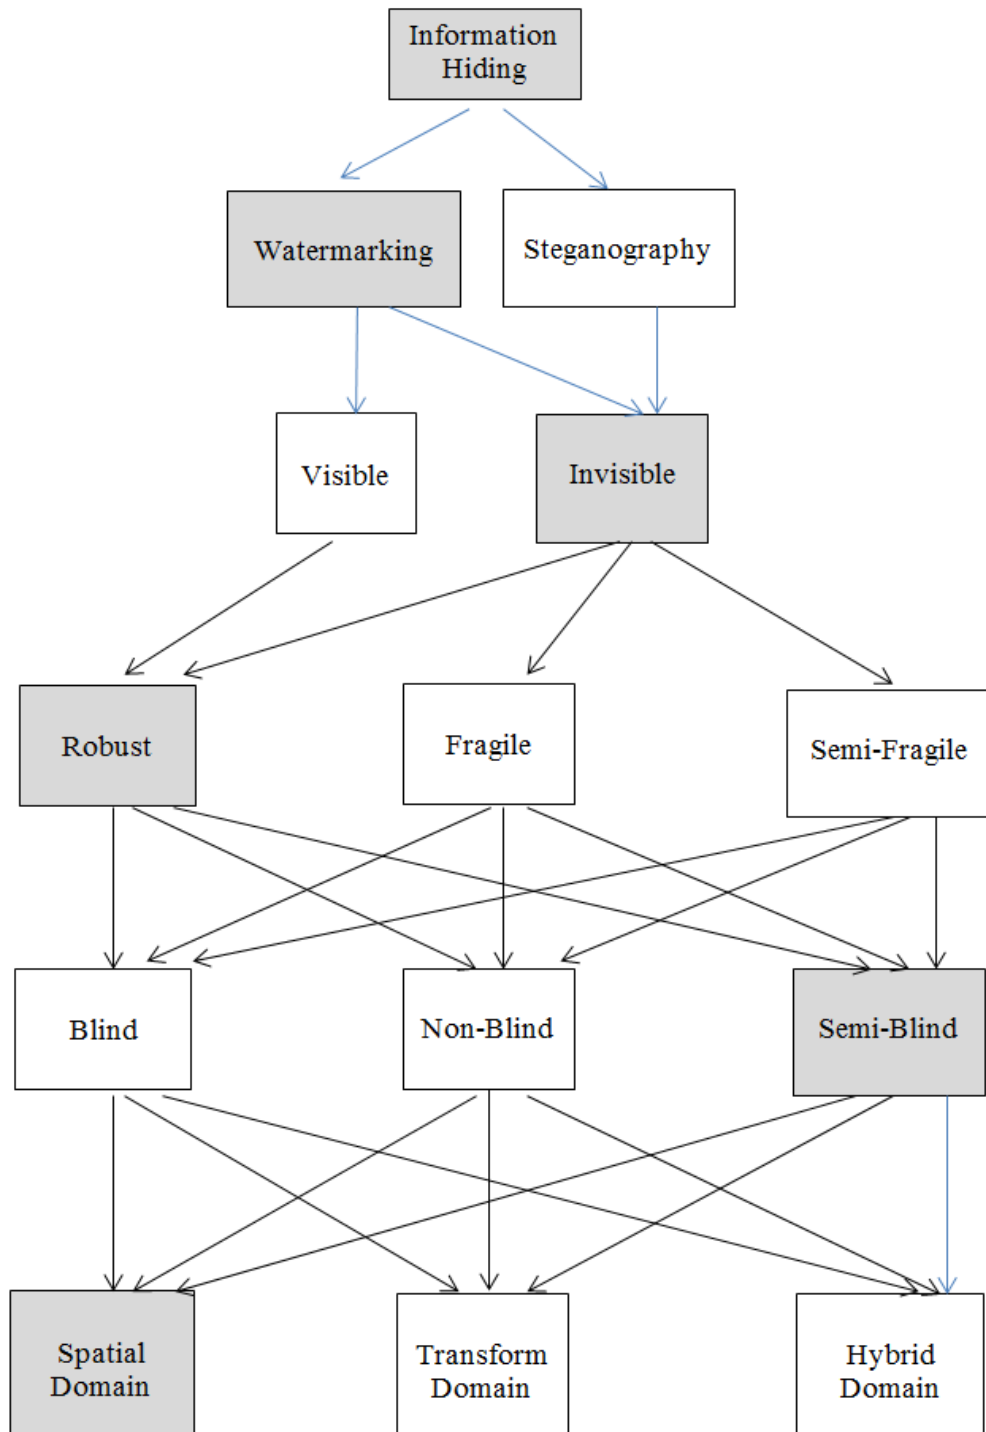 Information
Hiding
Watermarking
Steganography
Visible
Invisible
Robust
Fragile
Semi-Fragile
Blind
Non-Blind
Semi-Blind
Spatial
Domain
Transform
Domain
Hybrid
Domain